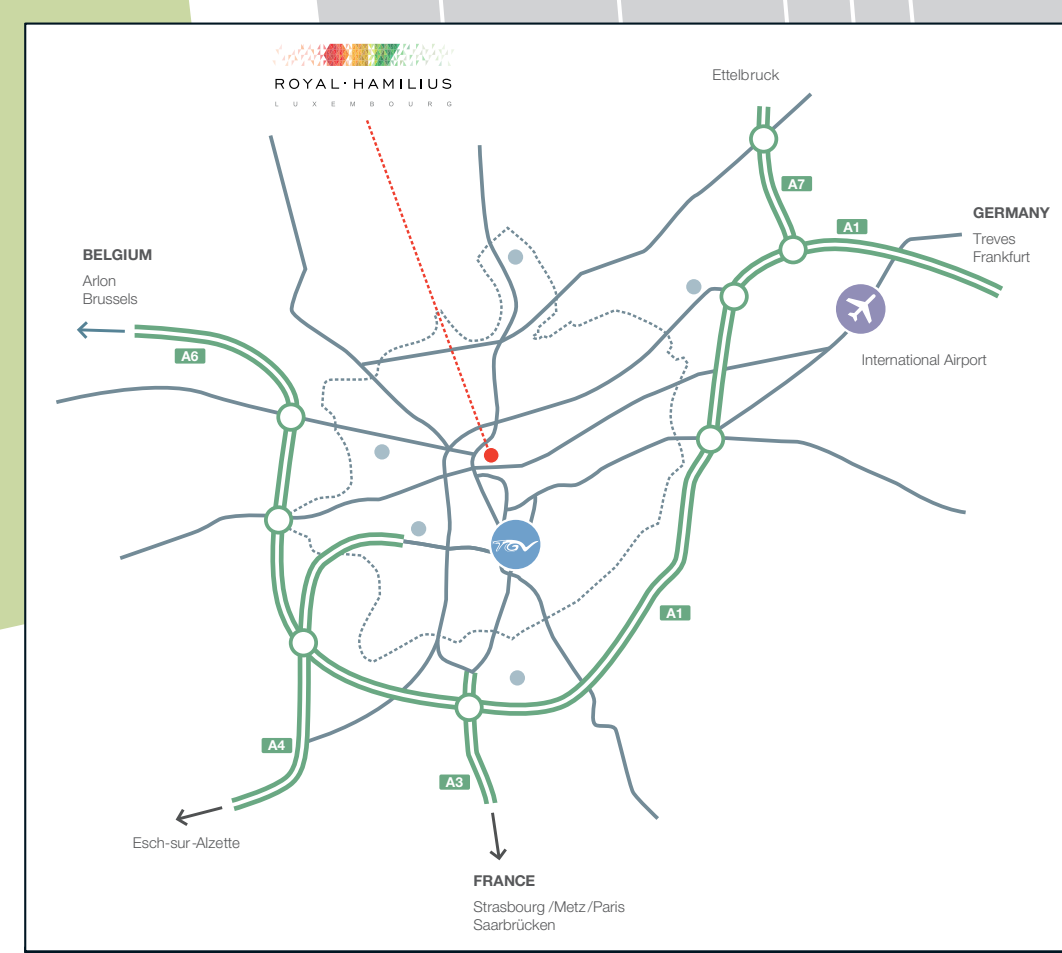 ROYAL·HAMILIUS
LUXEMBOURG
Ettelbruck
A7
GERMANY
A1
Treves
Frankfurt
BELGIUM
Arlon
Brussels
A6
International Airport
TGV
A1
A4
A3
Esch-sur-Alzette
FRANCE
Strasbourg /Metz/Paris
Saarbrücken